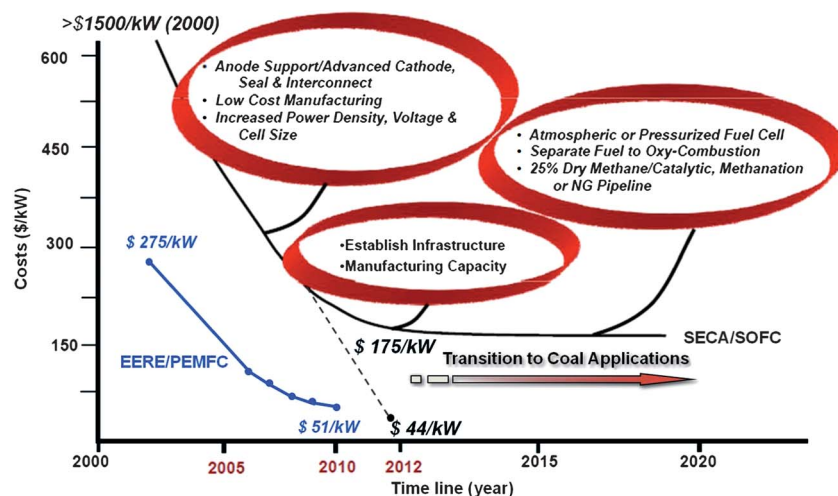 >$1500/kW (2000)
600
450
300
150
Costs ($/kW)
• Anode Support/Advanced Cathode,
Seal & Interconnect
• Low Cost Manufacturing
• Increased Power Density, Voltage &
Cell Size
• Atmospheric or Pressurized Fuel Cell
• Separate Fuel to Oxy-Combustion
• 25% Dry Methane/Catalytic, Methanation
or NG Pipeline
•Establish Infrastructure
•Manufacturing Capacity
$ 275/kW
EERE/PEMFC
$ 51/kW
$ 175/kW
$ 44/kW
SECA/SOFC
Transition to Coal Applications
2000
2005
2010
2012
2015
2020
Time line (year)